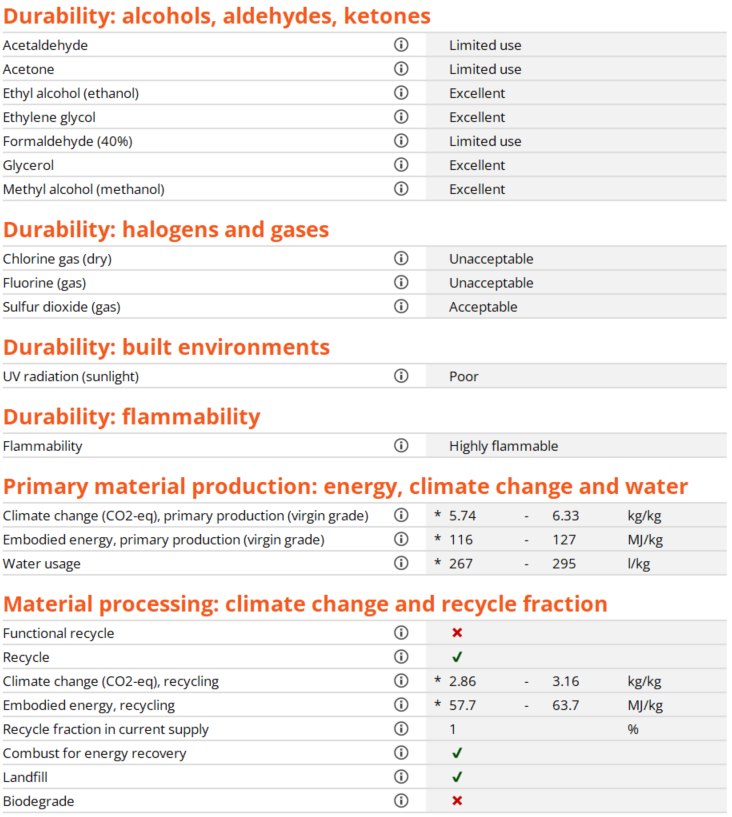 Durability: alcohols, aldehydes, ketones
Acetaldehyde ⓘ Limited use
Acetone ⓘ Limited use
Ethyl alcohol (ethanol) ⓘ Excellent
Ethylene glycol ⓘ Excellent
Formaldehyde (40%) ⓘ Limited use
Glycerol ⓘ Excellent
Methyl alcohol (methanol) ⓘ Excellent
Durability: halogens and gases
Chlorine gas (dry) ⓘ Unacceptable
Fluorine (gas) ⓘ Unacceptable
Sulfur dioxide (gas) ⓘ Acceptable
Durability: built environments
UV radiation (sunlight) ⓘ Poor
Durability: flammability
Flammability ⓘ Highly flammable
Primary material production: energy, climate change and water
Climate change (CO2-eq), primary production (virgin grade) ⓘ * 5.74 - 6.33 kg/kg
Embodied energy, primary production (virgin grade) ⓘ * 116 - 127 MJ/kg
Water usage ⓘ * 267 - 295 l/kg
Material processing: climate change and recycle fraction
Functional recycle ⓘ ✖
Recycle ⓘ ✓
Climate change (CO2-eq), recycling ⓘ * 2.86 - 3.16 kg/kg
Embodied energy, recycling ⓘ * 57.7 - 63.7 MJ/kg
Recycle fraction in current supply ⓘ 1 %
Combust for energy recovery ⓘ ✓
Landfill ⓘ ✓
Biodegrade ⓘ ✖